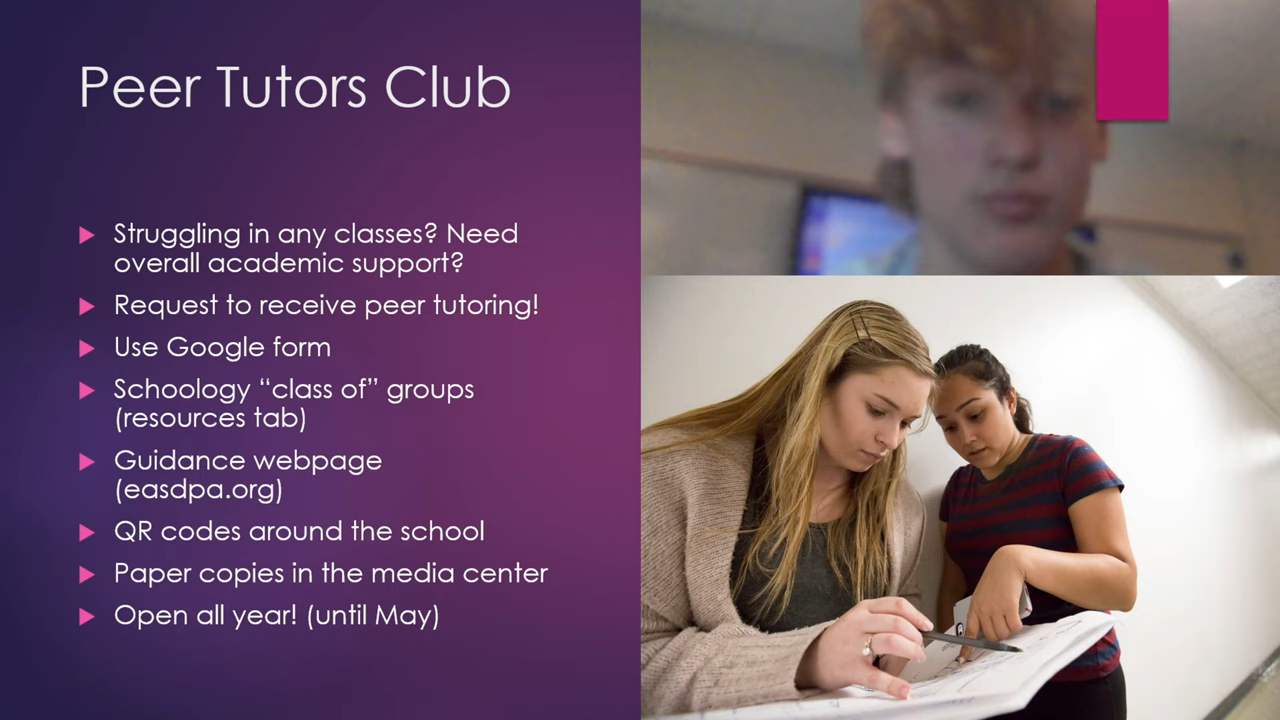 Peer Tutors Club
Struggling in any classes? Need
overall academic support?
Request to receive peer tutoring!
Use Google form
Schoology “class of” groups
(resources tab)
Guidance webpage
(easdpa.org)
QR codes around the school
Paper copies in the media center
Open all year! (until May)